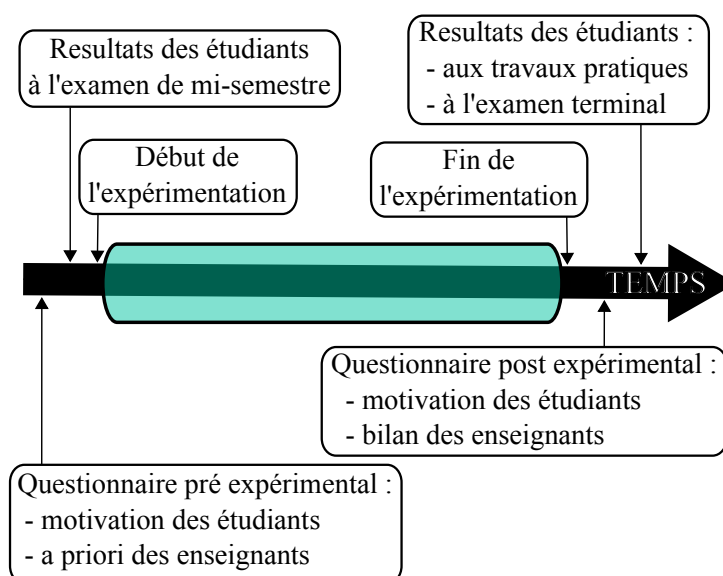 Resultats des étudiants
à l'examen de mi-semestre
Resultats des étudiants :
- aux travaux pratiques
- à l'examen terminal
Début de
l'expérimentation
Fin de
l'expérimentation
TEMPS
Questionnaire post expérimental :
- motivation des étudiants
- bilan des enseignants
Questionnaire pré expérimental :
- motivation des étudiants
- a priori des enseignants